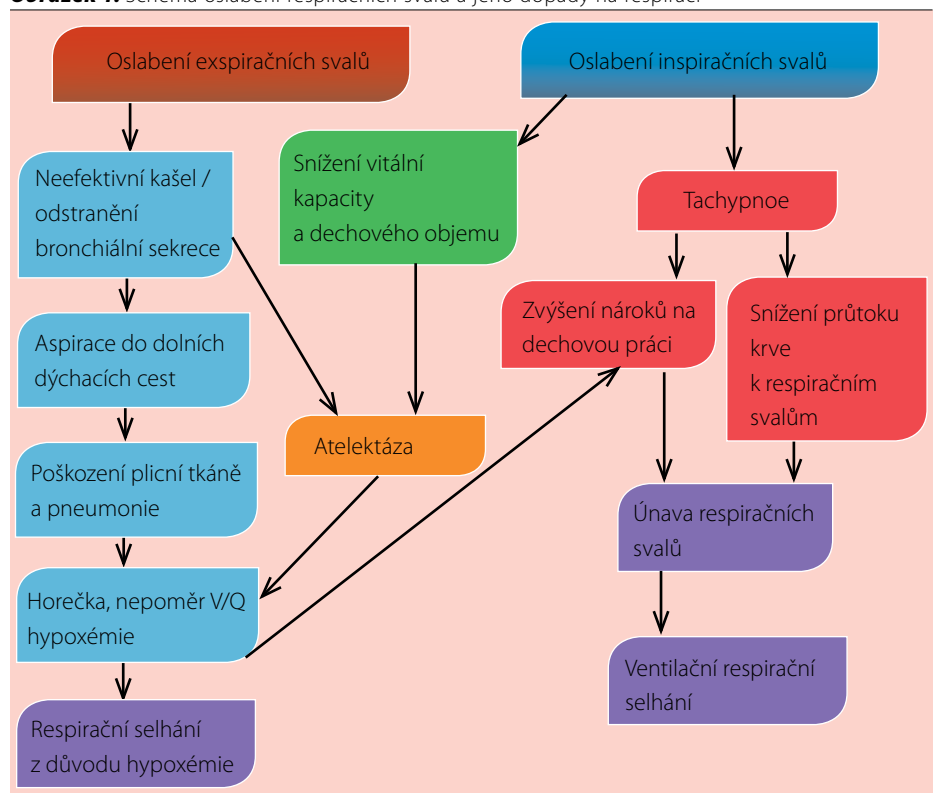 Obrázek 1. Schéma oslabení respiračních svalů a jeho dopady na respiraci
Oslabení exspiračních svalů
Oslabení inspiračních svalů
Neefektivní kašel /
odstranění
bronchiální sekrece
Snížení vitální
kapacity
a dechového objemu
Tachypnoe
Aspirace do dolních
dýchacích cest
Zvýšení nároků na
dechovou práci
Snížení průtoku
krve
k respiračním
svalům
Atelektáza
Poškození plicní tkáně
a pneumonie
Únava respiračních
svalů
Horečka, nepoměr V/Q
hypoxémie
Ventilační respirační
selhání
Respirační selhání
z důvodu hypoxémie